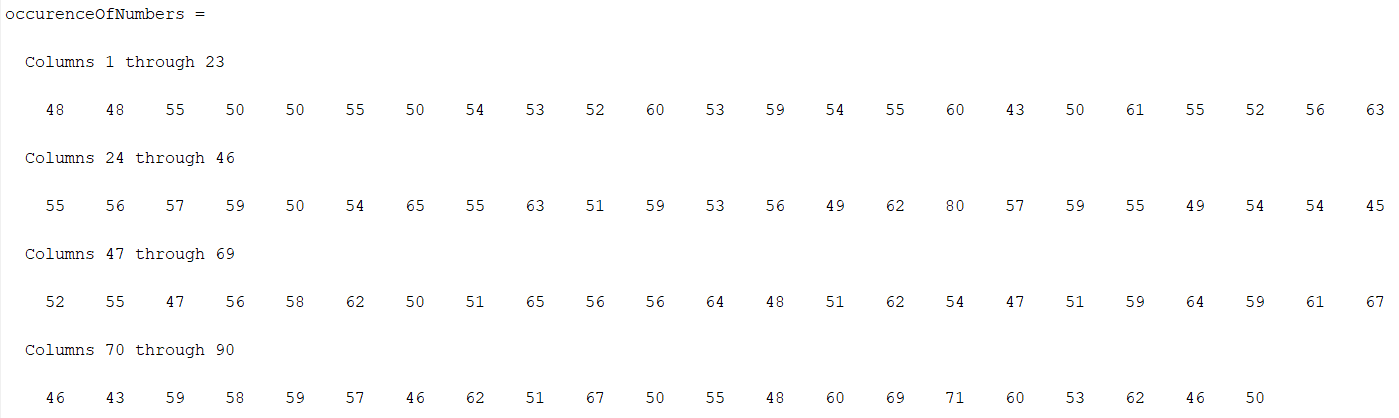 occurenceOfNumbers =
Columns 1 through 23
48 48 55 50 50 55 50 54 53 52 60 53 59 54 55 60 43 50 61 55 52 56 63
Columns 24 through 46
55 56 57 59 50 54 65 55 63 51 59 53 56 49 62 80 57 59 55 49 54 54 45
Columns 47 through 69
52 55 47 56 58 62 50 51 65 56 56 64 48 51 62 54 47 51 59 64 59 61 67
Columns 70 through 90
46 43 59 58 59 57 46 62 51 67 50 55 48 60 69 71 60 53 62 46 50